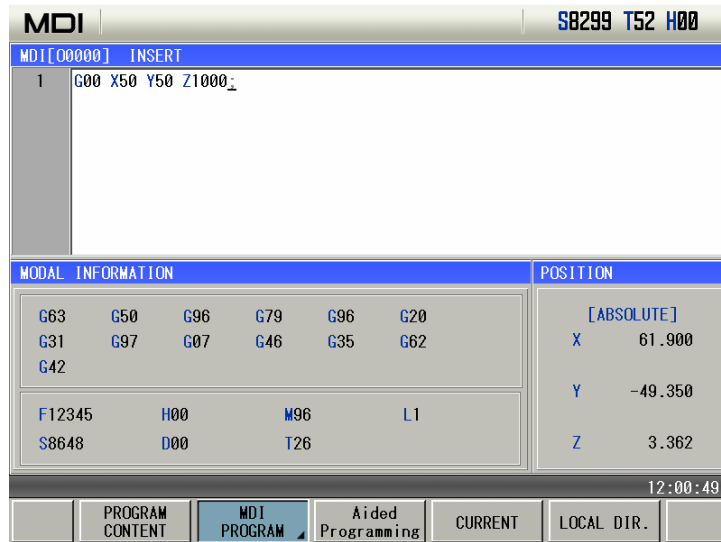 MDI S8299 T52 H00
MDI[O0000] INSERT
1 G00 X50 Y50 Z1000;
MODAL INFORMATION POSITION
G63 G50 G96 G79 G96 G20 [ABSOLUTE]
G31 G97 G07 G46 G35 G62 X 61.900
G42
Y -49.350
F12345 H00 M96 L1
S8648 D00 T26 Z 3.362
12:00:49
PROGRAM MDI Aided CURRENT LOCAL DIR.
CONTENT PROGRAM Programming